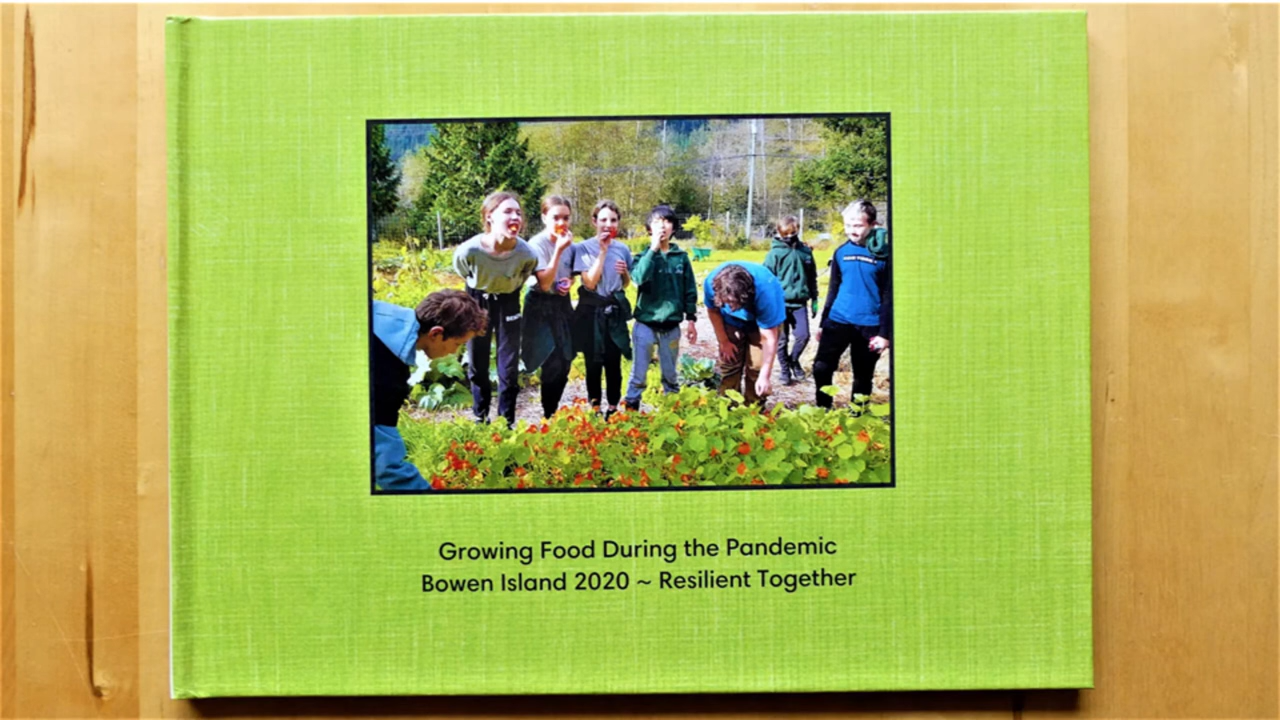 Growing Food During the Pandemic
Bowen Island 2020 ~ Resilient Together